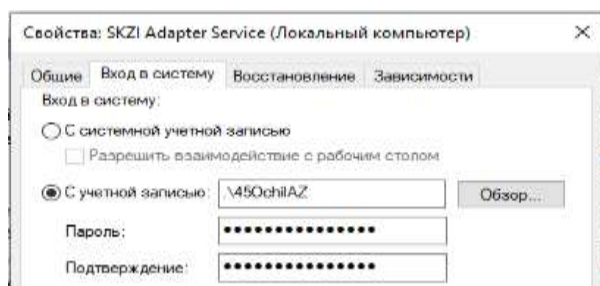 Свойства: SKZI Adapter Service (Локальный компьютер)
Общие Вход в систему Восстановление Зависимости
Вход в систему:
С системной учетной записью
Разрешить взаимодействие с рабочим столом
С учетной записью: Обзор...
Пароль: ●●●●●●●●●●●●●●●
Подтверждение: ●●●●●●●●●●●●●●●